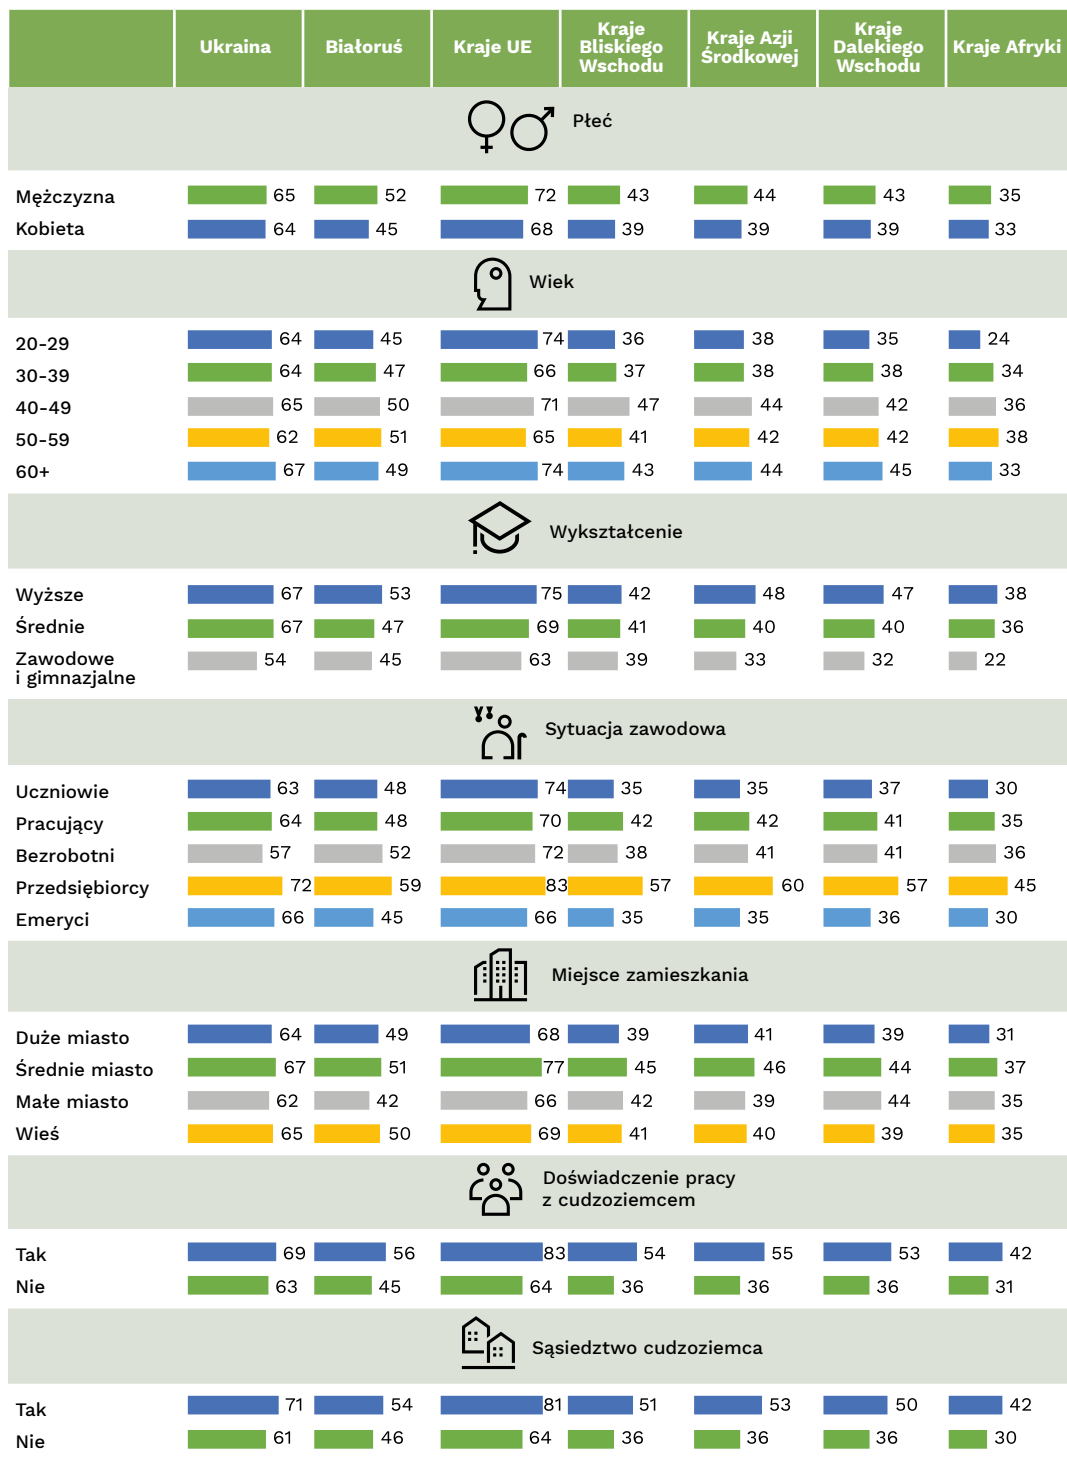 Ukraina Białoruś Kraje UE Kraje Bliskiego Wschodu Kraje Azji Środkowej Kraje Dalekiego Wschodu Kraje Afryki
Płeć
Mężczyzna 65 52 72 43 44 43 35
Kobieta 64 45 68 39 39 39 33
Wiek
20-29 64 45 74 36 38 35 24
30-39 64 47 66 37 38 38 34
40-49 65 50 71 47 44 42 36
50-59 62 51 65 41 42 42 38
60+ 67 49 74 43 44 45 33
Wykształcenie
Wyższe 67 53 75 42 48 47 38
Średnie 67 47 69 41 40 40 36
Zawodowe 54 45 63 39 33 32 22
i gimnazjalne
Sytuacja zawodowa
Uczniowie 63 48 74 35 35 37 30
Pracujący 64 48 70 42 42 41 35
Bezrobotni 57 52 72 38 41 41 36
Przedsiębiorcy 72 59 83 57 60 57 45
Emeryci 66 45 66 35 35 36 30
Miejsce zamieszkania
Duże miasto 64 49 68 39 41 39 31
Średnie miasto 67 51 77 45 46 44 37
Małe miasto 62 42 66 42 39 44 35
Wieś 65 50 69 41 40 39 35
Doświadczenie pracy
z cudzoziemcem
Tak 69 56 83 54 55 53 42
Nie 63 45 64 36 36 36 31
Sąsiedztwo cudzoziemca
Tak 71 54 81 51 53 50 42
Nie 61 46 64 36 36 36 30